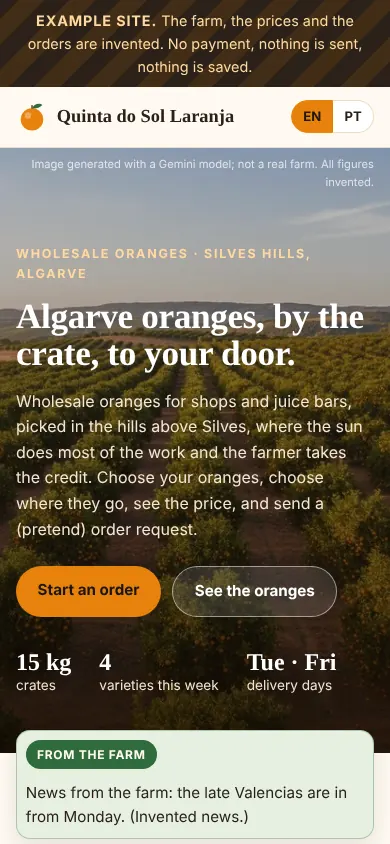 EXAMPLE SITE. The farm, the prices and the
orders are invented. No payment, nothing is sent,
nothing is saved.
Quinta do Sol Laranja
EN PT
Image generated with a Gemini model; not a real farm. All figures
invented.
WHOLESALE ORANGES · SILVES HILLS,
ALGARVE
Algarve oranges, by the
crate, to your door.
Wholesale oranges for shops and juice bars,
picked in the hills above Silves, where the sun
does most of the work and the farmer takes
the credit. Choose your oranges, choose
where they go, see the price, and send a
(pretend) order request.
Start an order
See the oranges
15 kg
crates
4
varieties this week
Tue · Fri
delivery days
FROM THE FARM
News from the farm: the late Valencias are in
from Monday. (Invented news.)